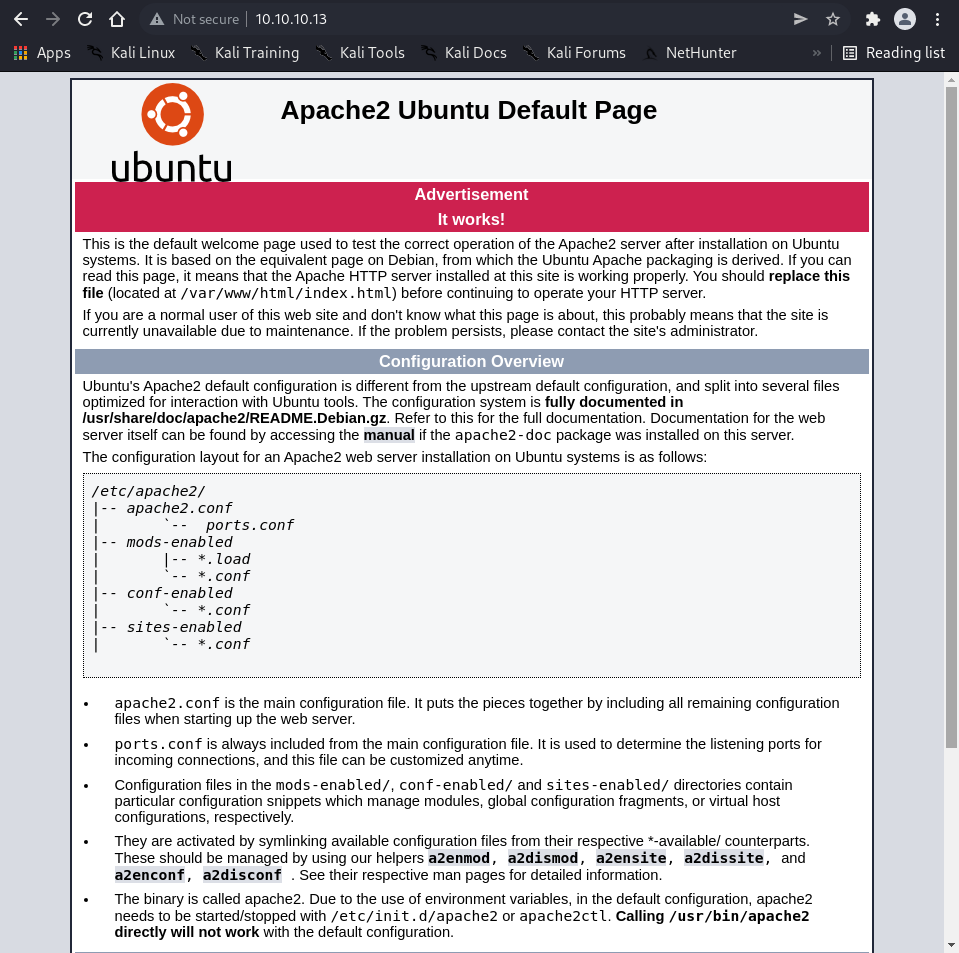 Not secure 10.10.10.13
Apps Kali Linux Kali Training Kali Tools Kali Docs Kali Forums NetHunter » Reading list
ubuntu
Apache2 Ubuntu Default Page
Advertisement
It works!
This is the default welcome page used to test the correct operation of the Apache2 server after installation on Ubuntu
systems. It is based on the equivalent page on Debian, from which the Ubuntu Apache packaging is derived. If you can
read this page, it means that the Apache HTTP server installed at this site is working properly. You should replace this
file (located at /var/www/html/index.html) before continuing to operate your HTTP server.
If you are a normal user of this web site and don't know what this page is about, this probably means that the site is
currently unavailable due to maintenance. If the problem persists, please contact the site's administrator.
Configuration Overview
Ubuntu's Apache2 default configuration is different from the upstream default configuration, and split into several files
optimized for interaction with Ubuntu tools. The configuration system is fully documented in
/usr/share/doc/apache2/README.Debian.gz. Refer to this for the full documentation. Documentation for the web
server itself can be found by accessing the manual if the apache2-doc package was installed on this server.
The configuration layout for an Apache2 web server installation on Ubuntu systems is as follows:
/etc/apache2/
|-- apache2.conf
|       `--  ports.conf
|-- mods-enabled
|       |-- *.load
|       `-- *.conf
|-- conf-enabled
|       `-- *.conf
|-- sites-enabled
|       `-- *.conf
• apache2.conf is the main configuration file. It puts the pieces together by including all remaining configuration
files when starting up the web server.
• ports.conf is always included from the main configuration file. It is used to determine the listening ports for
incoming connections, and this file can be customized anytime.
• Configuration files in the mods-enabled/, conf-enabled/ and sites-enabled/ directories contain
particular configuration snippets which manage modules, global configuration fragments, or virtual host
configurations, respectively.
• They are activated by symlinking available configuration files from their respective *-available/ counterparts.
These should be managed by using our helpers a2enmod, a2dismod, a2ensite, a2dissite, and
a2enconf, a2disconf . See their respective man pages for detailed information.
• The binary is called apache2. Due to the use of environment variables, in the default configuration, apache2
needs to be started/stopped with /etc/init.d/apache2 or apache2ctl. Calling /usr/bin/apache2
directly will not work with the default configuration.